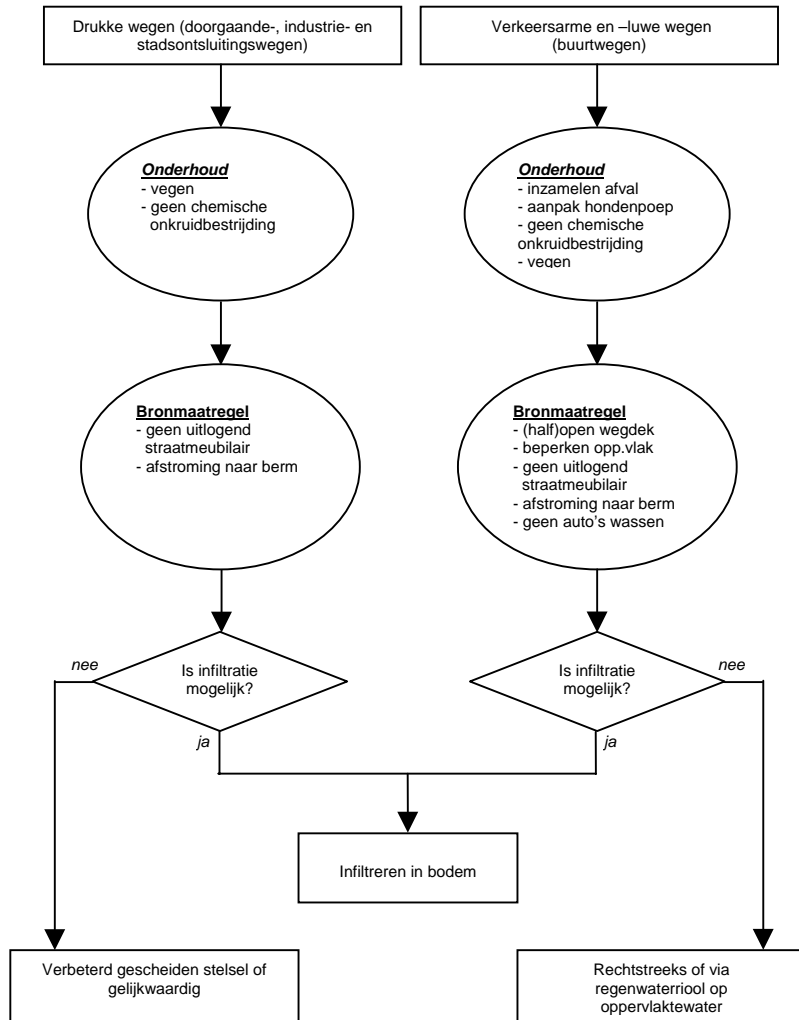 Drukke wegen (doorgaande-, industrie- en
stadsontsluitingswegen)
Verkeersarme en –luwe wegen
(buurtwegen)
Onderhoud
- vegen
- geen chemische
onkruidbestrijding
Onderhoud
- inzamelen afval
- aanpak hondenpoep
- geen chemische
onkruidbestrijding
- vegen
Bronmaatregel
- geen uitlogend
straatmeubilair
- afstroming naar berm
Bronmaatregel
- (half)open wegdek
- beperken opp.vlak
- geen uitlogend
straatmeubilair
- afstroming naar berm
- geen auto's wassen
nee
Is infiltratie
mogelijk?
ja
Is infiltratie
mogelijk?
nee
ja
Infiltreren in bodem
Verbeterd gescheiden stelsel of
gelijkwaardig
Rechtstreeks of via
regenwaterriool op
oppervlaktewater